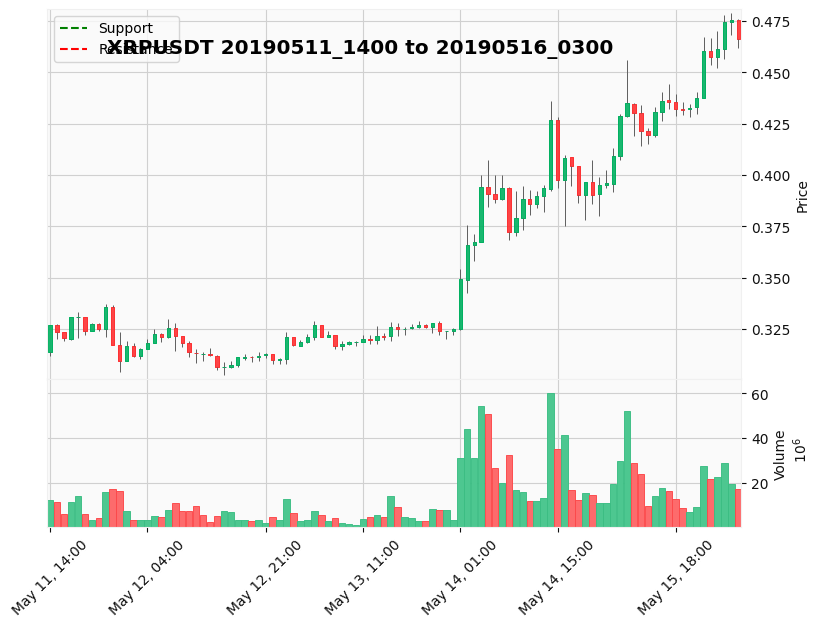 XRPUSDT 20190511_1400 to 20190516_0300
Support
Resistance
0.475
0.450
0.425
0.400
0.375
0.350
0.325
Price
60
40
20
Volume
10^6
May 11, 14:00
May 12, 04:00
May 12, 21:00
May 13, 11:00
May 14, 01:00
May 14, 15:00
May 15, 18:00